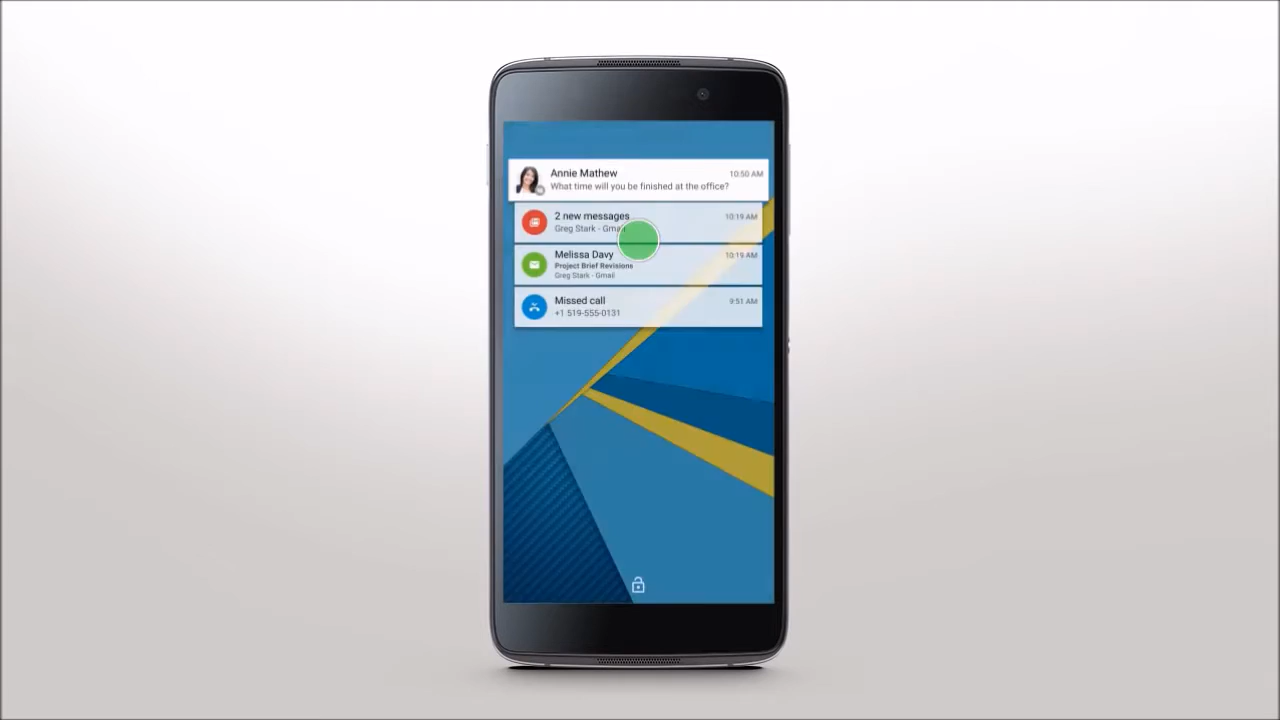 Annie Mathew 10:50 AM
What time will you be finished at the office?
2 new messages 10:19 AM
Greg Stark - Gmail
Melissa Davy 10:19 AM
Project Brief Revisions
Greg Stark - Gmail
Missed call 9:51 AM
+1 519-555-0131